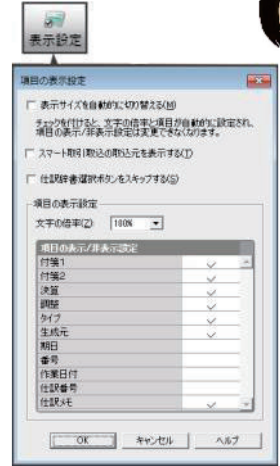 表示設定
項目の表示設定
表示サイズを自動的に切り替える(M)
チェックを付けると、文字の倍率と項目が自動的に設定され、
項目の表示/非表示設定は変更できなくなります。
スマート取引取込の取込元を表示する(T)
仕訳辞書選択ボタンをスキップする(S)
項目の表示設定
文字の倍率(Z) 100%
項目の表示/非表示設定
付箋1
付箋2
決算
調整
タイプ
生成元
期日
番号
作業日付
仕訳番号
仕訳メモ
OK キャンセル ヘルプ